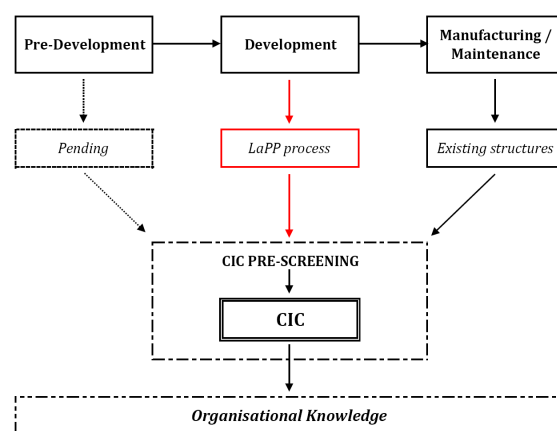 Pre-Development
Development
Manufacturing /
Maintenance
Pending
LaPP process
Existing structures
CIC PRE-SCREENING
CIC
Organisational Knowledge